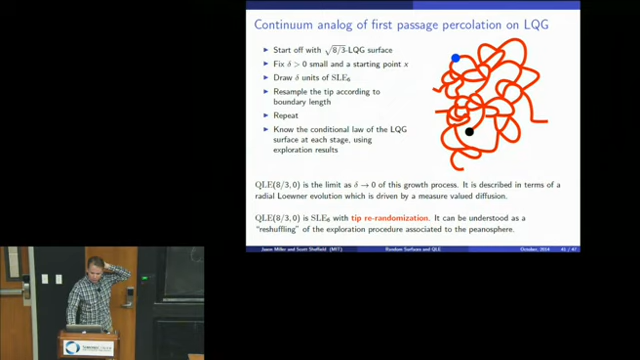 Continuum analog of first passage percolation on LQG
▶ Start off with √8/3-LQG surface
▶ Fix δ > 0 small and a starting point x
▶ Draw δ units of SLE₆
▶ Resample the tip according to
boundary length
▶ Repeat
▶ Know the conditional law of the LQG
surface at each stage, using
exploration results
QLE(8/3, 0) is the limit as δ → 0 of this growth process. It is described in terms of a
radial Loewner evolution which is driven by a measure valued diffusion.
QLE(8/3, 0) is SLE₆ with tip re-randomization. It can be understood as a
"reshuffling" of the exploration procedure associated to the peanosphere.
Jason Miller and Scott Sheffield (MIT)
Random Surfaces and QLE
October, 2014
41 / 47